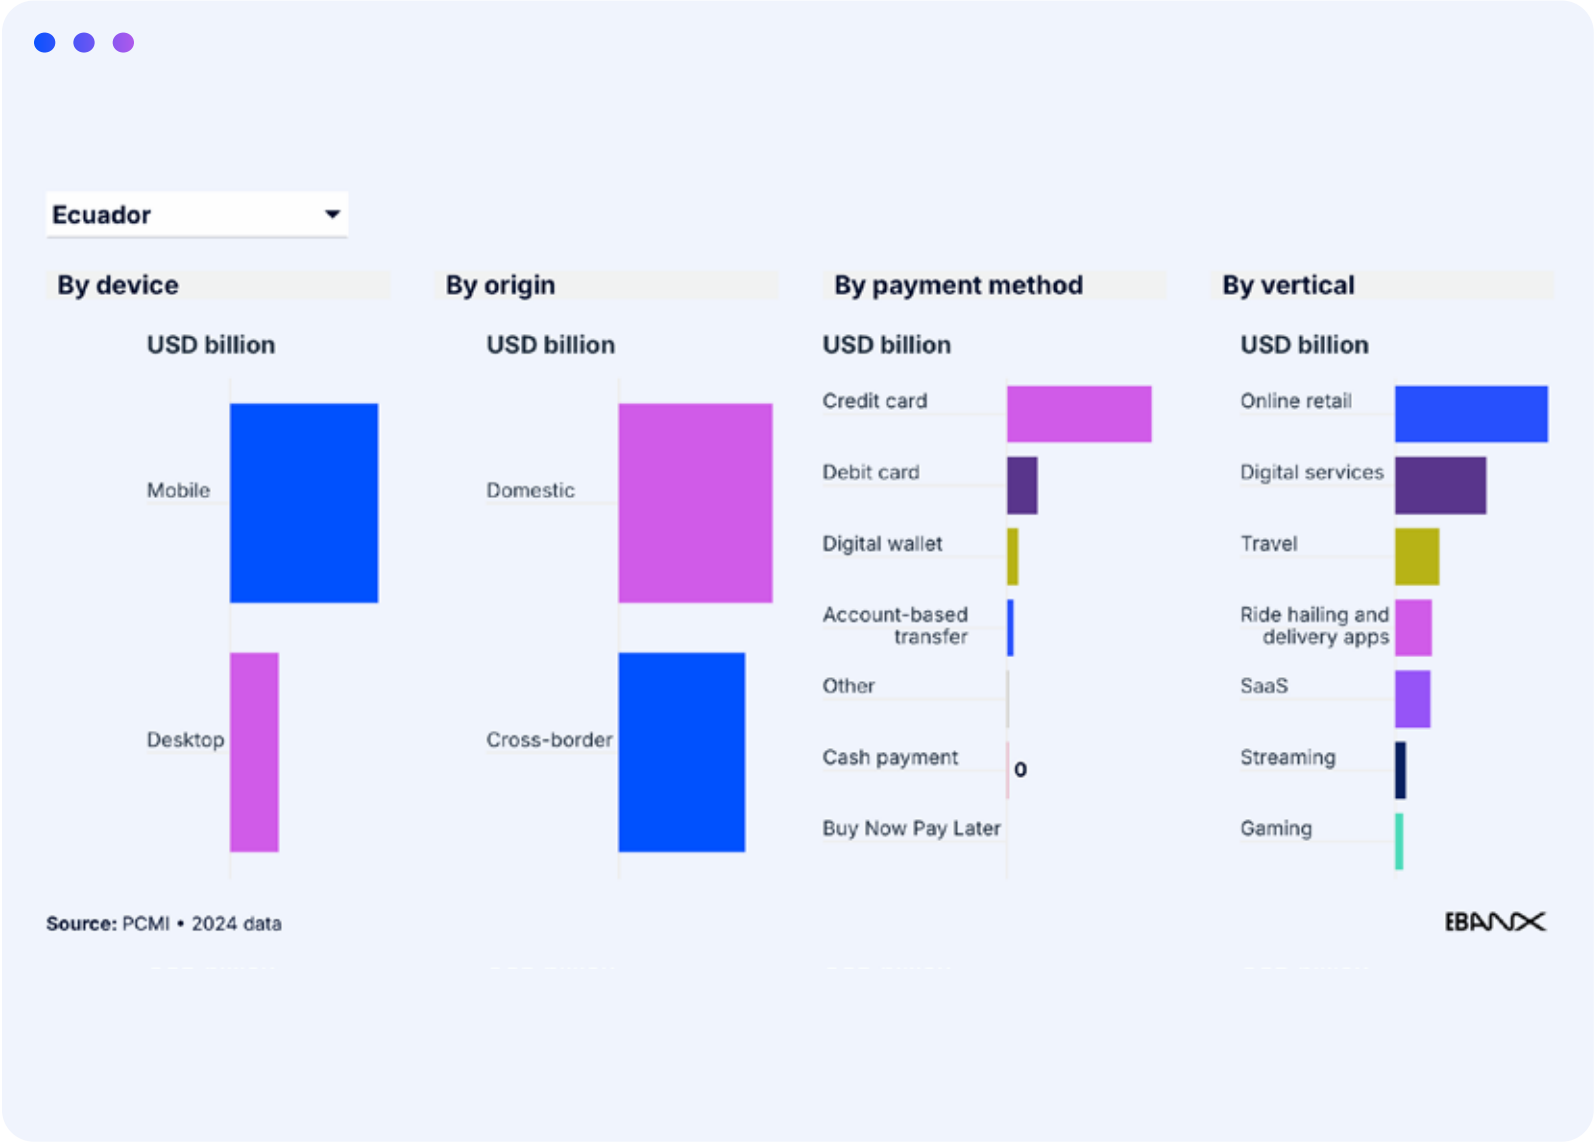 Ecuador
By device
USD billion
Mobile
Desktop
By origin
USD billion
Domestic
Cross-border
By payment method
USD billion
Credit card
Debit card
Digital wallet
Account-based
transfer
Other
Cash payment
0
Buy Now Pay Later
By vertical
USD billion
Online retail
Digital services
Travel
Ride hailing and
delivery apps
SaaS
Streaming
Gaming
Source: PCMI • 2024 data
EBANX